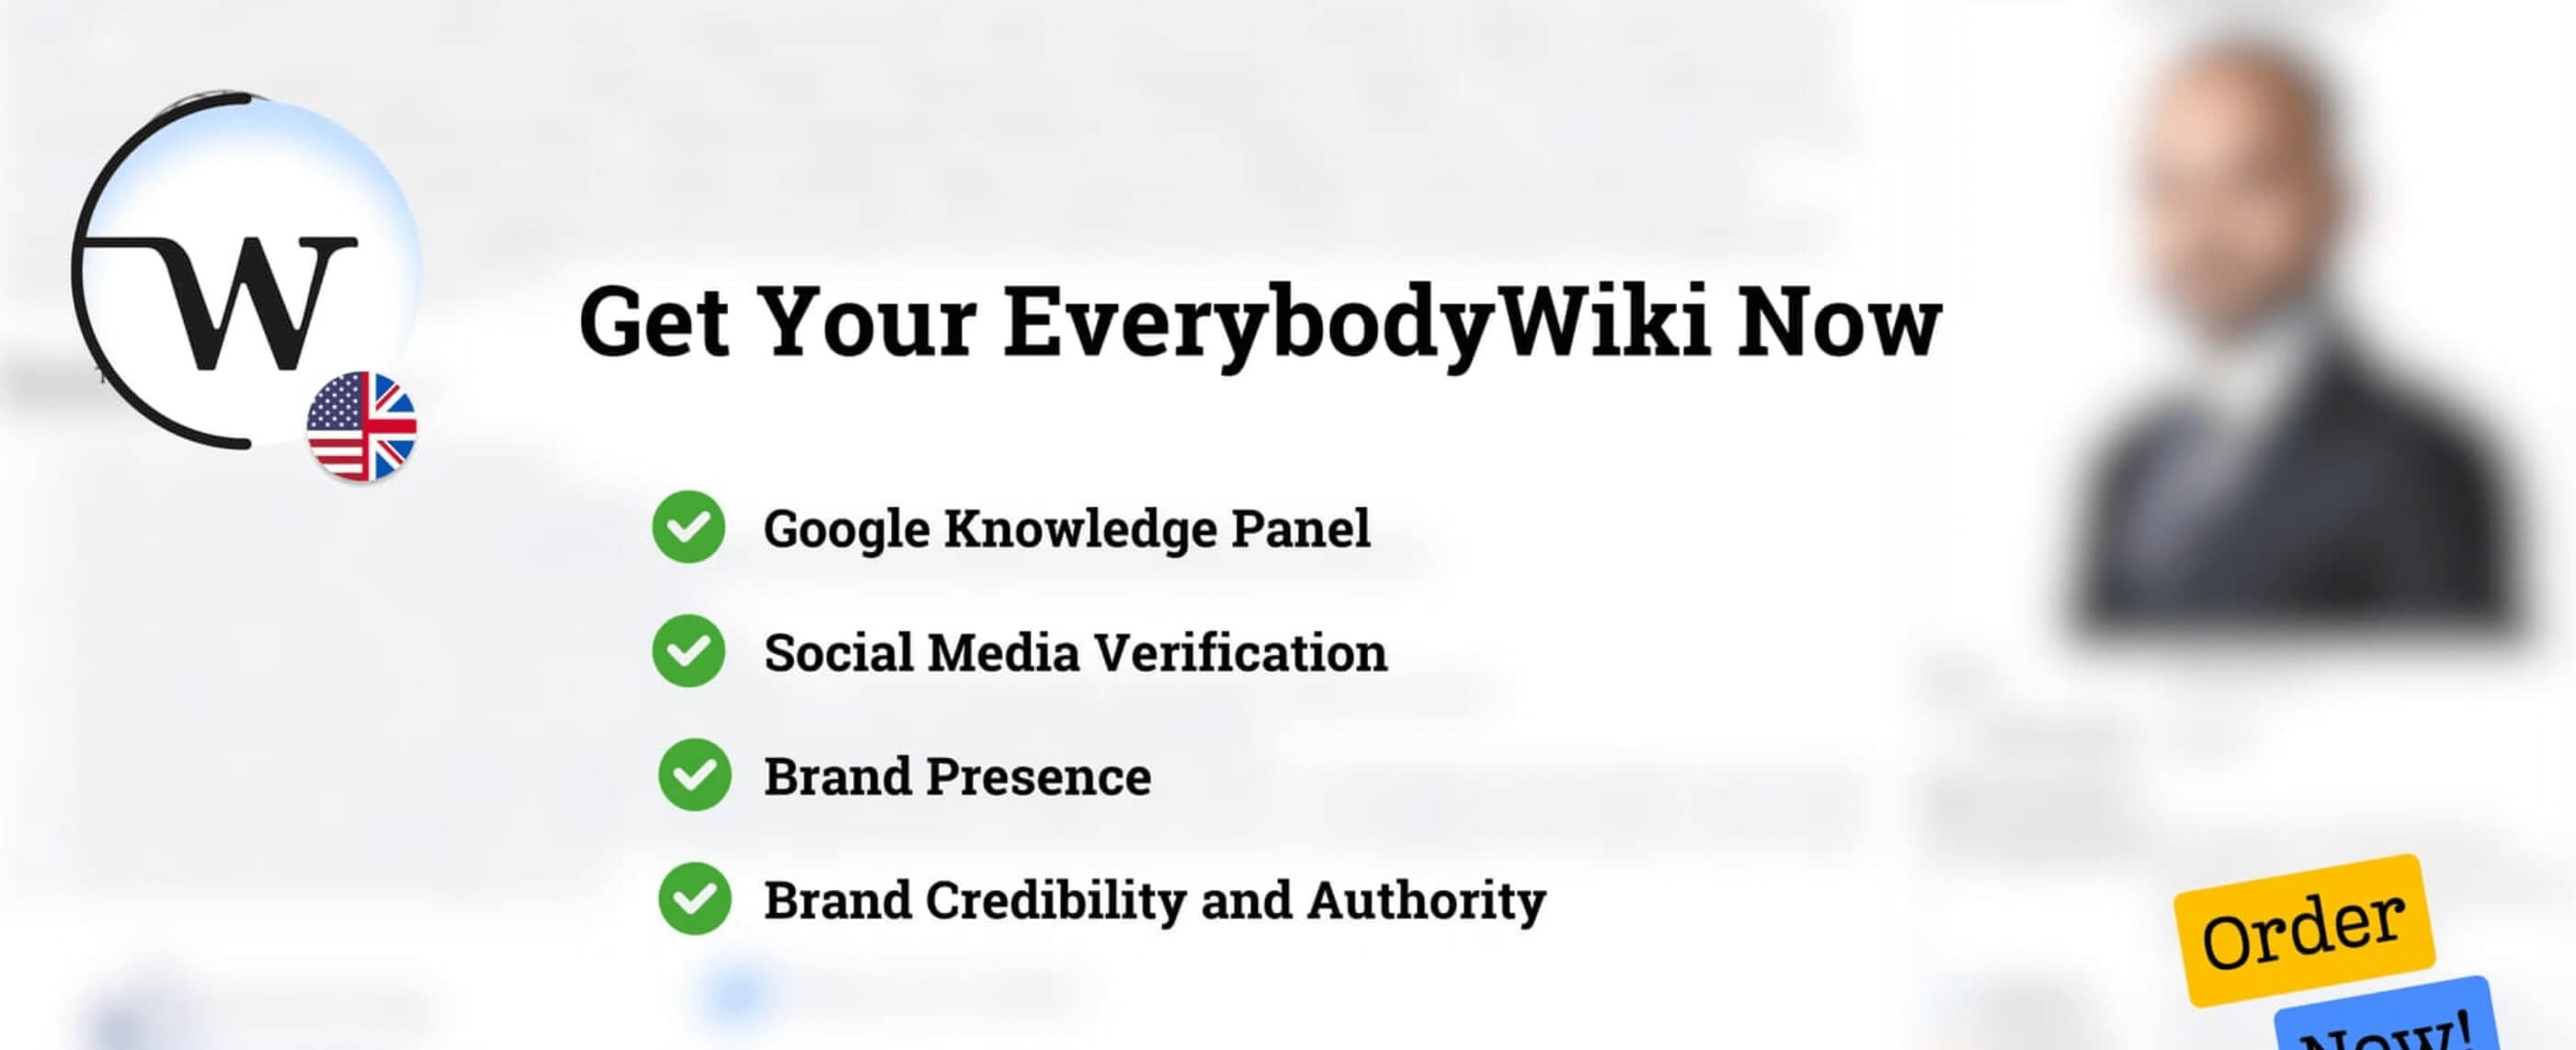 W
Get Your EverybodyWiki Now
Google Knowledge Panel
Social Media Verification
Brand Presence
Brand Credibility and Authority
Order
Now!